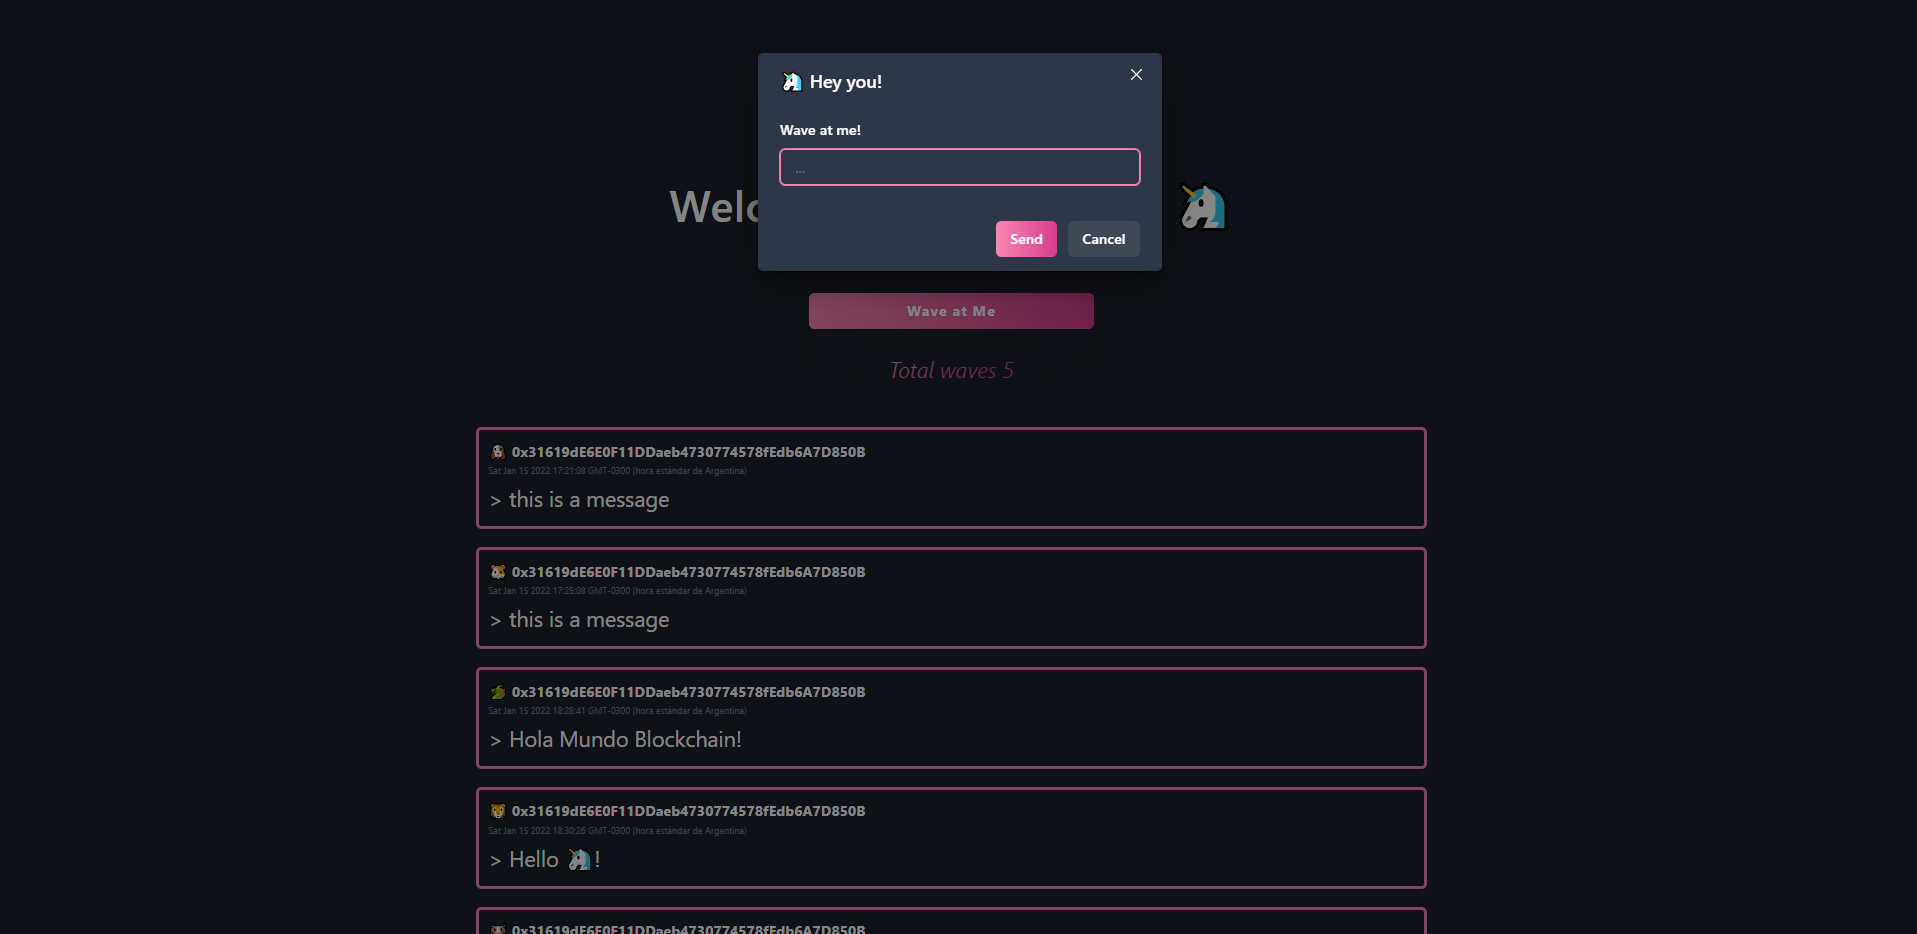 🦄 Hey you!
Wave at me!
...
Send Cancel
Welc 🦄
Wave at Me
Total waves 5
0x31619dE6E0F11DDaeb4730774578fEdb6A7D850B
Sat Jan 15 2022 17:21:08 GMT-0300 (hora estándar de Argentina)
> this is a message
🐹 0x31619dE6E0F11DDaeb4730774578fEdb6A7D850B
Sat Jan 15 2022 17:25:08 GMT-0300 (hora estándar de Argentina)
> this is a message
0x31619dE6E0F11DDaeb4730774578fEdb6A7D850B
Sat Jan 15 2022 18:28:41 GMT-0300 (hora estándar de Argentina)
> Hola Mundo Blockchain!
🐯 0x31619dE6E0F11DDaeb4730774578fEdb6A7D850B
Sat Jan 15 2022 18:30:26 GMT-0300 (hora estándar de Argentina)
> Hello 🦄!
0x31619dE6E0F11DDaeb4730774578fEdb6A7D850B